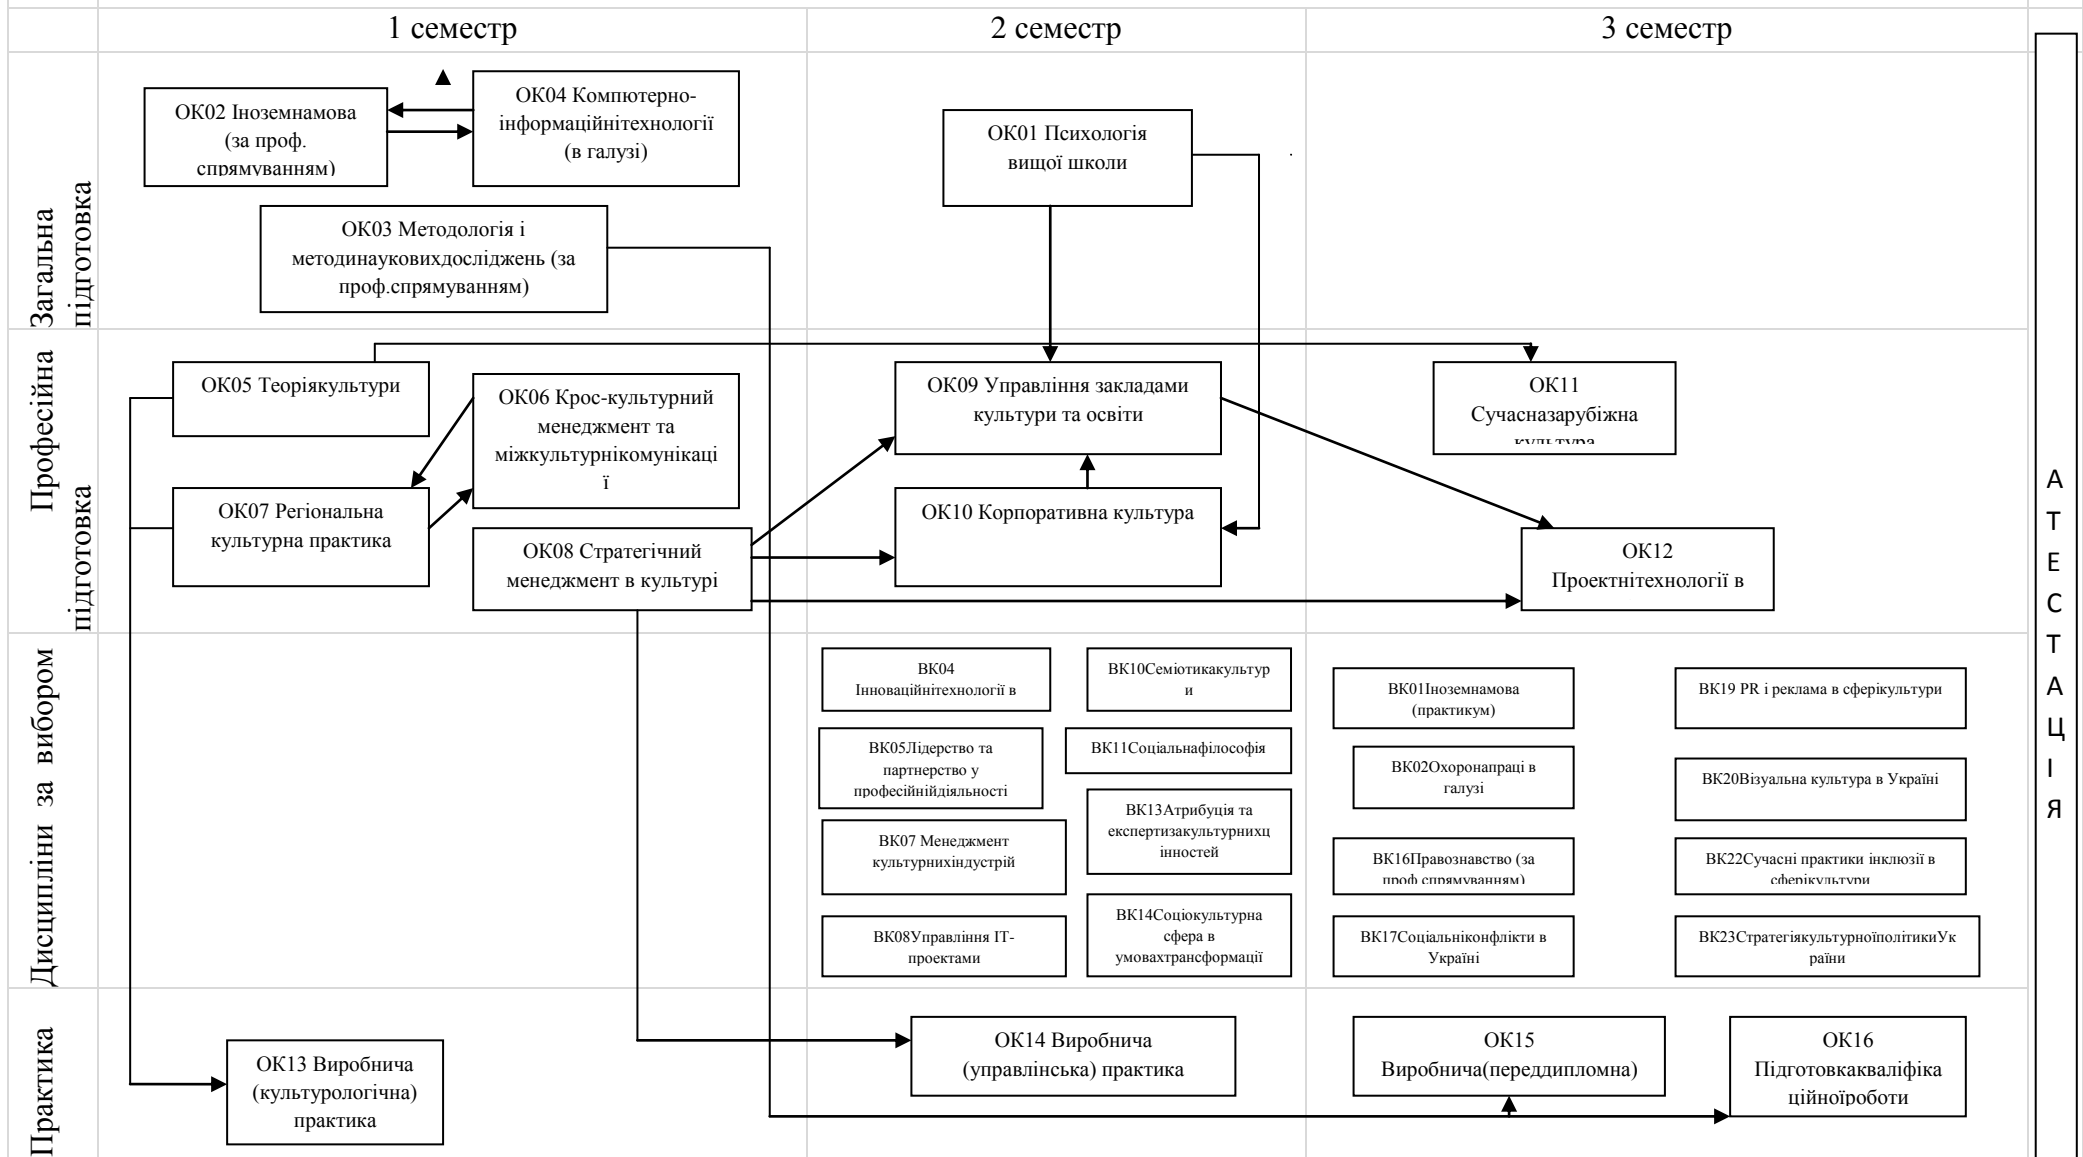 1 семестр
2 семестр
3 семестр
Загальна
підготовка
ОК02 Іноземнамова
(за проф.
спрямуванням)
ОК04 Компютерно-
інформаційнітехнології
(в галузі)
ОК03 Методологія і
методинауковихдосліджень (за
проф.спрямуванням)
ОК01 Психологія
вищої школи
Професійна
підготовка
ОК05 Теоріякультури
ОК06 Крос-культурний
менеджмент та
міжкультурнікомунікаці
ї
ОК07 Регіональна
культурна практика
ОК08 Стратегічний
менеджмент в культурі
ОК09 Управління закладами
культури та освіти
ОК10 Корпоративна культура
ОК11
Сучасназарубіжна
культура
ОК12
Проектнітехнології в
Дисципліни за вибором
ВК04
Інноваційнітехнології в
ВК05Лідерство та
партнерство у
професійнійдіяльності
ВК07 Менеджмент
культурнихіндустрій
ВК08Управління ІТ-
проектами
ВК10Семіотикакультур
и
ВК11Соціальнафілософія
ВК13Атрибуція та
експертизакультурнихц
інностей
ВК14Соціокультурна
сфера в
умовахтрансформації
ВК01Іноземнамова
(практикум)
ВК02Охоронапраці в
галузі
ВК16Правознавство (за
проф.спрямуванням)
ВК17Соціальніконфлікти в
Україні
ВК19 PR і реклама в сферікультури
ВК20Візуальна культура в Україні
ВК22Сучасні практики інклюзії в
сферікультури
ВК23СтратегіякультурноїполітикиУк
раїни
Практика
ОК13 Виробнича
(культурологічна)
практика
ОК14 Виробнича
(управлінська) практика
ОК15
Виробнича(переддипломна)
ОК16
Підготовкакваліфіка
ційноїроботи
А
Т
Е
С
Т
А
Ц
І
Я